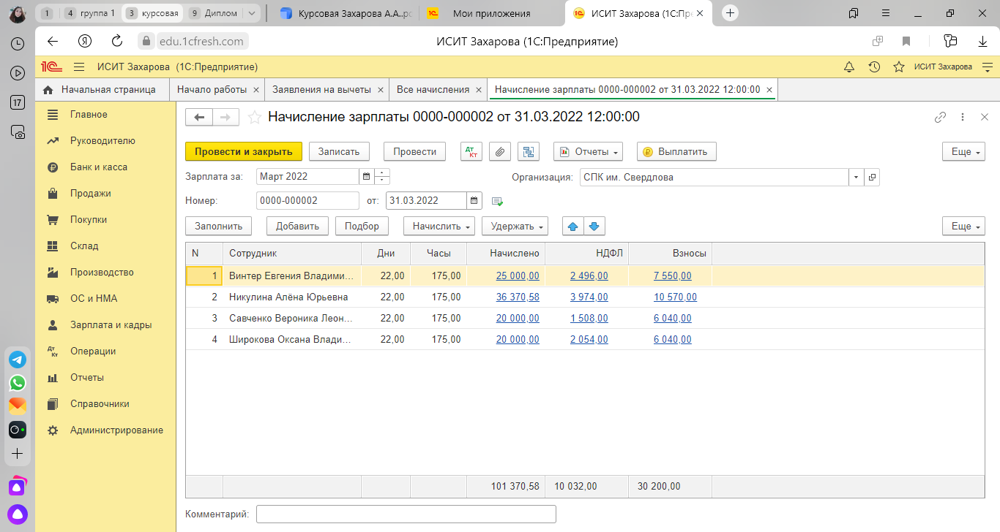 1 4 группа 1 3 курсовая 9 Диплом Курсовая Захарова А.А..рс 1С Мои приложения 1С ИСИТ Захарова (1С:Пре
Я edu.1cfresh.com ИСИТ Захарова (1С:Предприятие)
1С ИСИТ Захарова (1С:Предприятие) ИСИТ Захарова
Начальная страница Начало работы Заявления на вычеты Все начисления Начисление зарплаты 0000-000002 от 31.03.2022 12:00:00
17
Главное
Руководителю
Банк и касса
Продажи
Покупки
Склад
Производство
ОС и НМА
Зарплата и кадры
Дт Кт Операции
Отчеты
Справочники
Администрирование
Начисление зарплаты 0000-000002 от 31.03.2022 12:00:00
Провести и закрыть Записать Провести Дт Кт Отчеты Выплатить Еще
Зарплата за: Март 2022 Организация: СПК им. Свердлова
Номер: 0000-000002 от: 31.03.2022
Заполнить Добавить Подбор Начислить Удержать Еще
N Сотрудник Дни Часы Начислено НДФЛ Взносы
1 Винтер Евгения Владими... 22,00 175,00 25 000,00 2 496,00 7 550,00
2 Никулина Алёна Юрьевна 22,00 175,00 36 370,58 3 974,00 10 570,00
3 Савченко Вероника Леон... 22,00 175,00 20 000,00 1 508,00 6 040,00
4 Широкова Оксана Влади... 22,00 175,00 20 000,00 2 054,00 6 040,00
101 370,58 10 032,00 30 200,00
Комментарий: